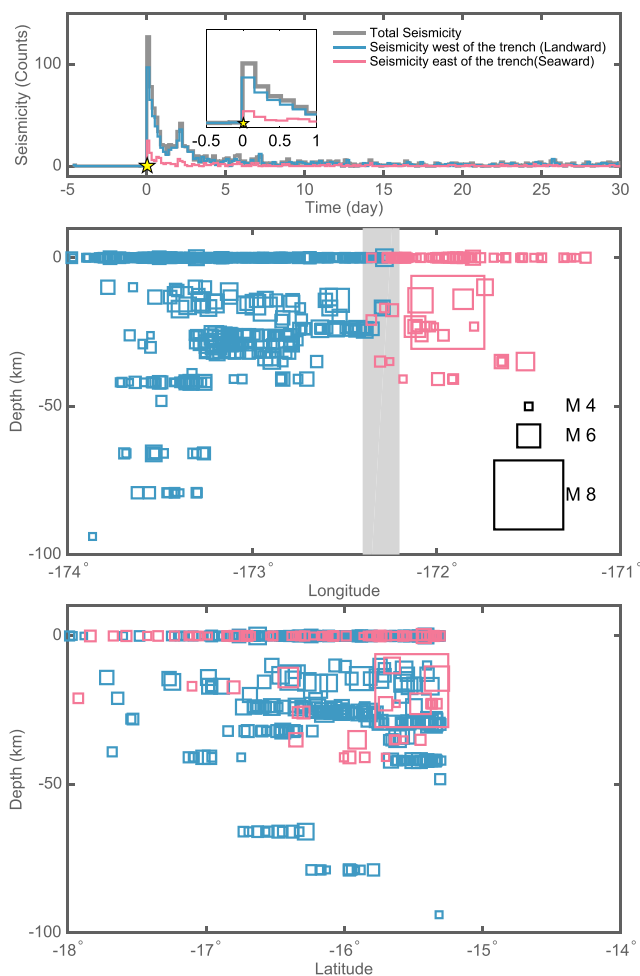 Total Seismicity
Seismicity west of the trench (Landward)
Seismicity east of the trench(Seaward)
Seismicity (Counts)
100
0
-0.5 0 0.5 1
-5 0 5 10 15 20 25 30
Time (day)
0
-50
-100
Depth (km)
M 4
M 6
M 8
-174° -173° -172° -171°
Longitude
0
-50
-100
Depth (km)
-18° -17° -16° -15° -14°
Latitude